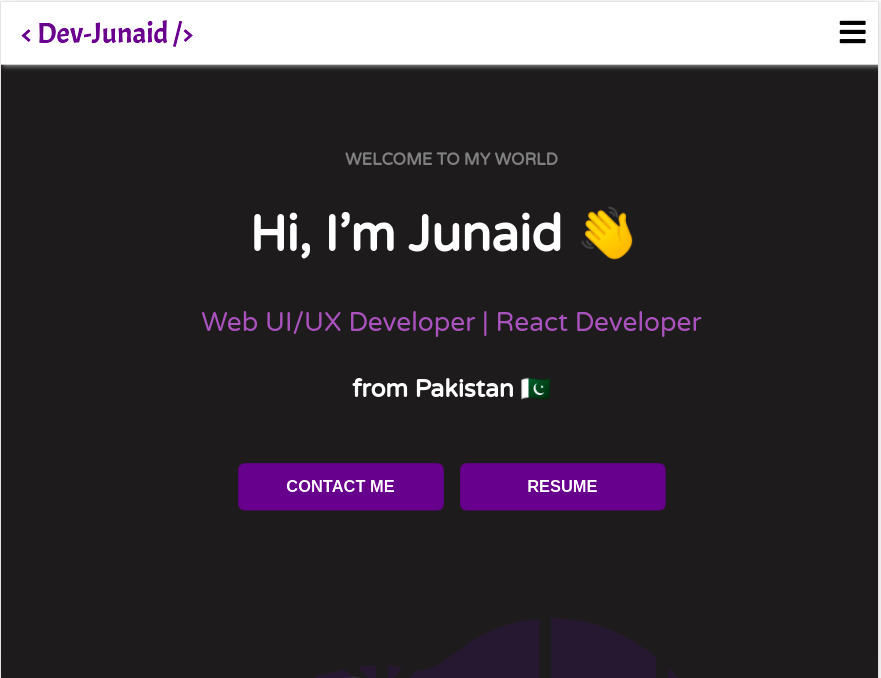 < Dev-Junaid />
WELCOME TO MY WORLD
Hi, I’m Junaid 👋
Web UI/UX Developer | React Developer
from Pakistan 🇵🇰
CONTACT ME
RESUME